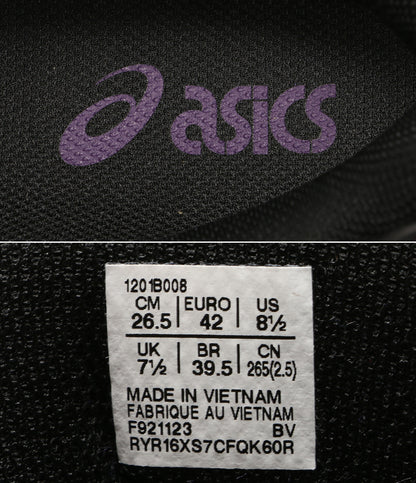 asics
1201B008
CM EURO US
26.5 42 8½
UK BR CN
7½ 39.5 265(2.5)
MADE IN VIETNAM
FABRIQUE AU VIETNAM
F921123 BV
RYR16XS7CFQK60R